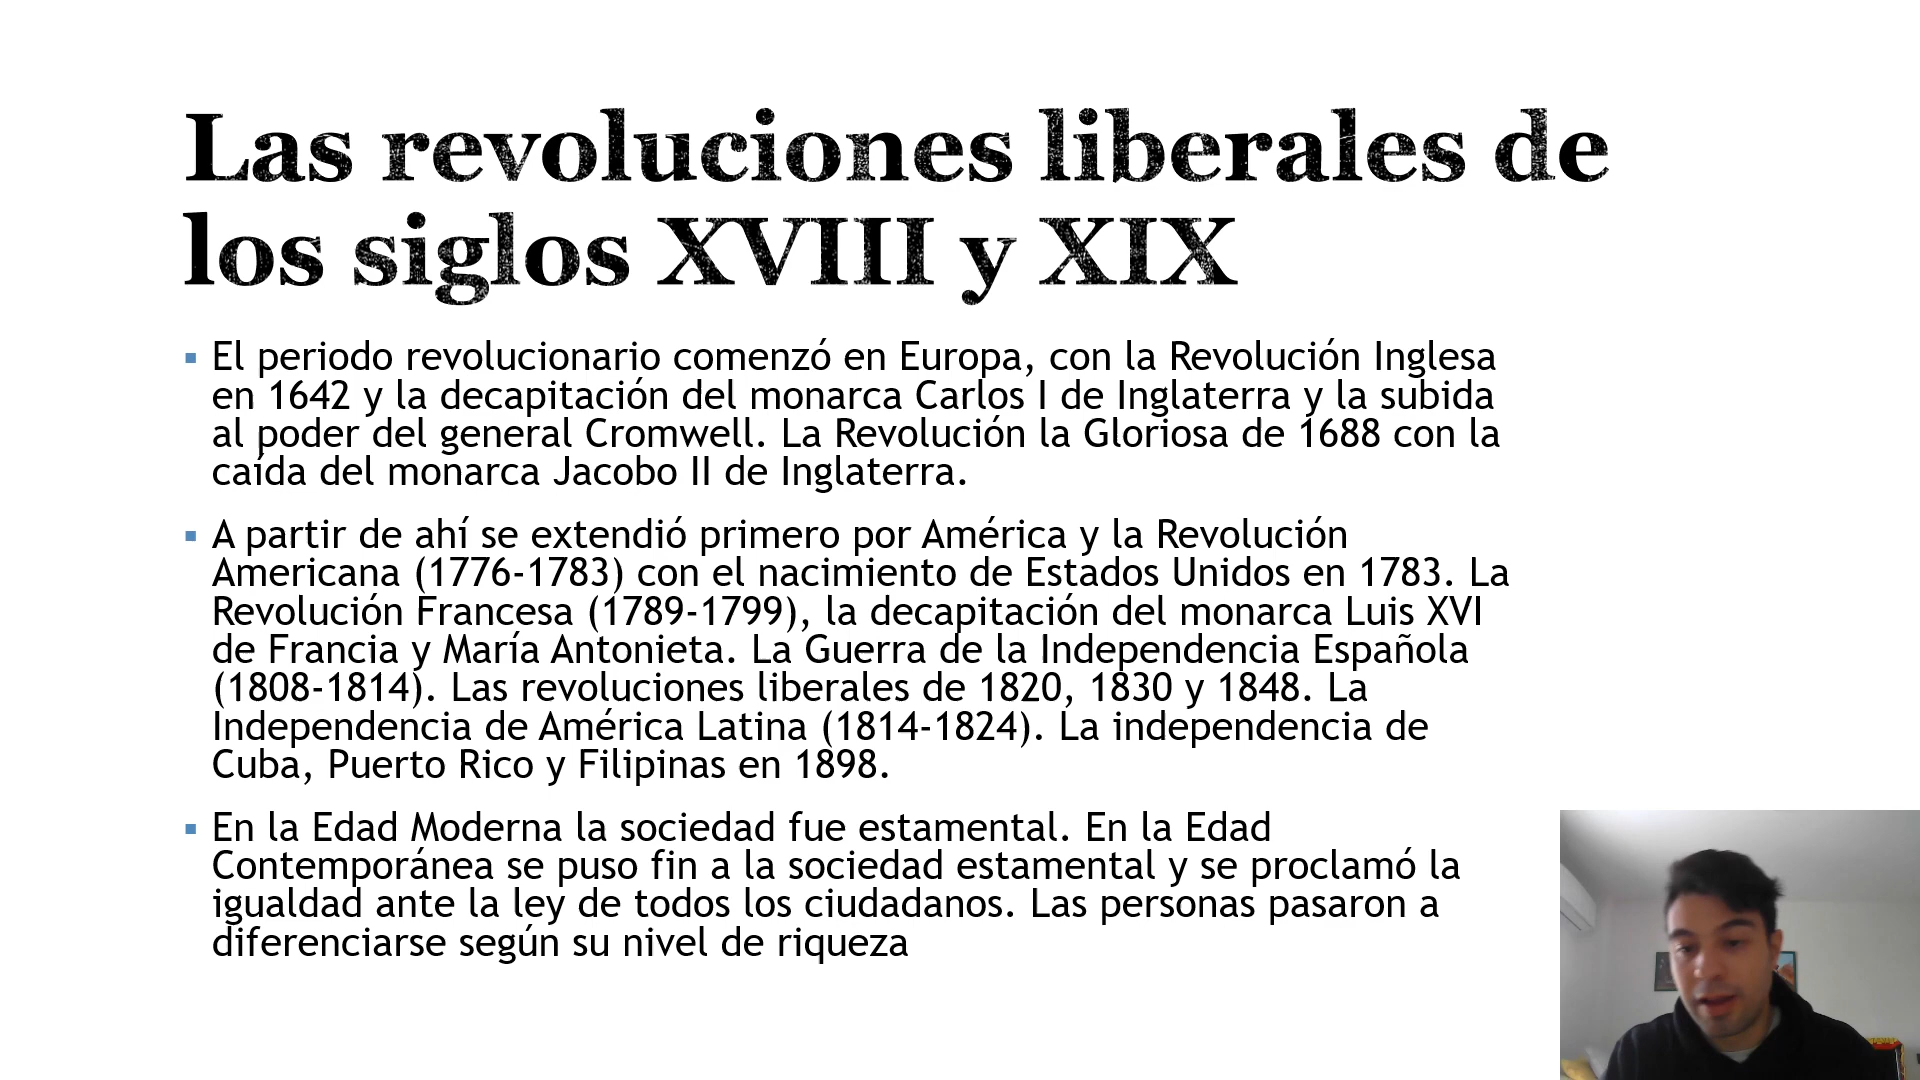 Las revoluciones liberales de
los siglos XVIII y XIX
El periodo revolucionario comenzó en Europa, con la Revolución Inglesa
en 1642 y la decapitación del monarca Carlos I de Inglaterra y la subida
al poder del general Cromwell. La Revolución la Gloriosa de 1688 con la
caída del monarca Jacobo II de Inglaterra.
A partir de ahí se extendió primero por América y la Revolución
Americana (1776-1783) con el nacimiento de Estados Unidos en 1783. La
Revolución Francesa (1789-1799), la decapitación del monarca Luis XVI
de Francia y María Antonieta. La Guerra de la Independencia Española
(1808-1814). Las revoluciones liberales de 1820, 1830 y 1848. La
Independencia de América Latina (1814-1824). La independencia de
Cuba, Puerto Rico y Filipinas en 1898.
En la Edad Moderna la sociedad fue estamental. En la Edad
Contemporánea se puso fin a la sociedad estamental y se proclamó la
igualdad ante la ley de todos los ciudadanos. Las personas pasaron a
diferenciarse según su nivel de riqueza